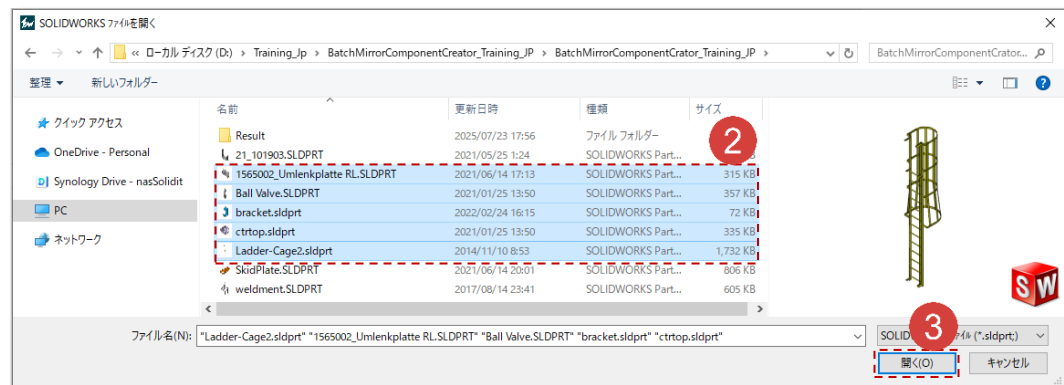 SOLIDWORKS ファイルを開く
« ローカル ディスク (D:) > Training_Jp > BatchMirrorComponentCreator_Training_JP > BatchMirrorComponentCrator_Training_JP >
BatchMirrorComponentCrator...
整理 新しいフォルダー
名前 更新日時 種類 サイズ
クイック アクセス
OneDrive - Personal
Synology Drive - nasSolidit
PC
ネットワーク
Result 2025/07/23 17:56 ファイル フォルダー
21_101903.SLDPRT 2021/05/25 1:24 SOLIDWORKS Part...
2
1565002_Umlenkplatte RL.SLDPRT 2021/06/14 17:13 SOLIDWORKS Part... 315 KB
Ball Valve.SLDPRT 2021/01/25 13:50 SOLIDWORKS Part... 357 KB
bracket.sldprt 2022/02/24 16:15 SOLIDWORKS Part... 72 KB
ctrtop.sldprt 2021/01/25 13:50 SOLIDWORKS Part... 335 KB
Ladder-Cage2.sldprt 2014/11/10 8:53 SOLIDWORKS Part... 1,732 KB
SkidPlate.SLDPRT 2021/06/14 20:01 SOLIDWORKS Part... 806 KB
weldment.SLDPRT 2017/08/14 23:41 SOLIDWORKS Part... 605 KB
SW
ファイル名(N): "Ladder-Cage2.sldprt" "1565002_Umlenkplatte RL.SLDPRT" "Ball Valve.SLDPRT" "bracket.sldprt" "ctrtop.sldprt"
3
(*.sldprt;)
開く(O) キャンセル